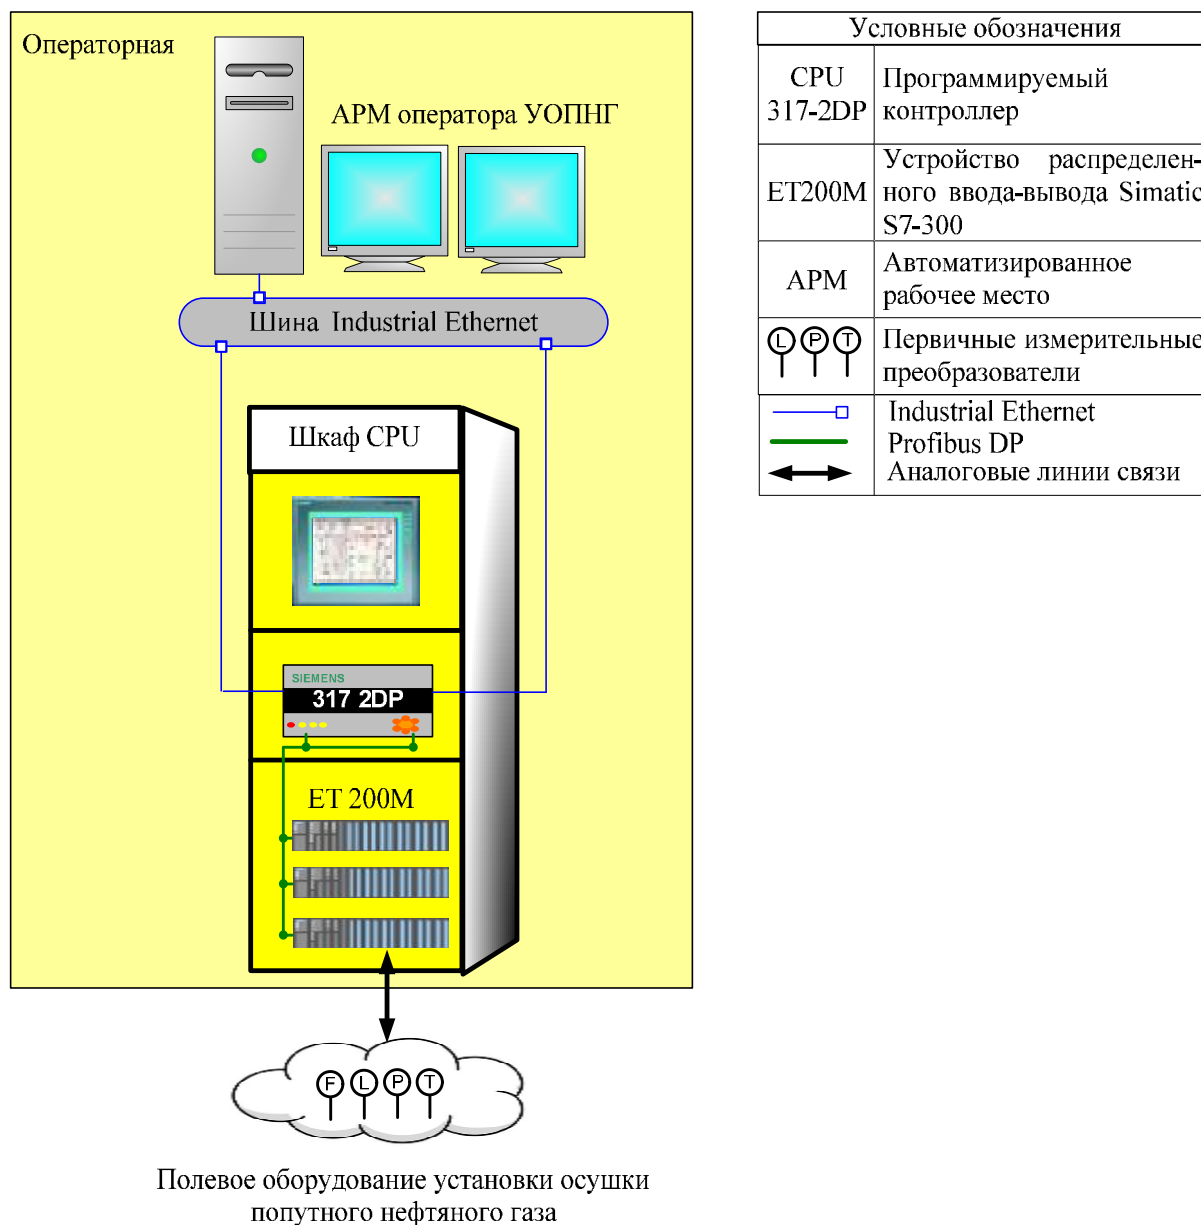 Операторная
АРМ оператора УОПНГ
Шина Industrial Ethernet
Шкаф CPU
SIEMENS
317 2DP
ET 200M
F L P T
Полевое оборудование установки осушки
попутного нефтяного газа
Условные обозначения
CPU
317-2DP
Программируемый
контроллер
ET200M
Устройство распределен-
ного ввода-вывода Simatic
S7-300
АРМ
Автоматизированное
рабочее место
L P T
Первичные измерительные
преобразователи
Industrial Ethernet
Profibus DP
Аналоговые линии связи